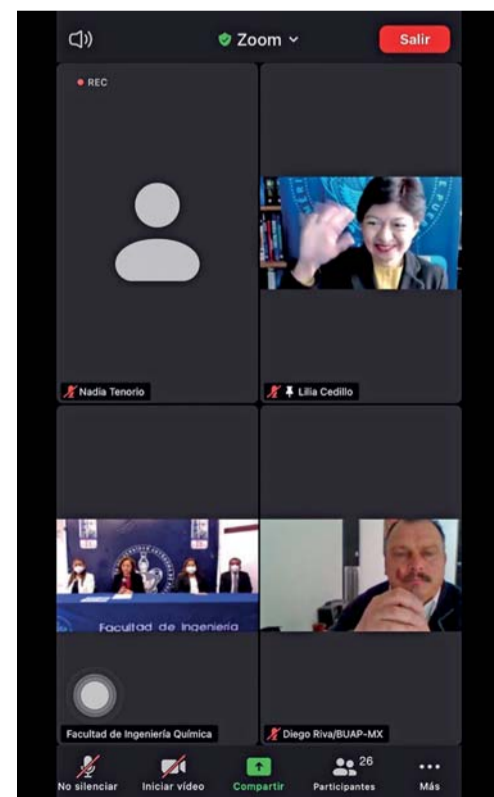 Zoom
Salir
REC
Nadia Tenorio
Lilia Cedillo
Facultad de Ingeniería
Facultad de Ingeniería Química
Diego Riva/BUAP-MX
No silenciar
Iniciar vídeo
Compartir
26
Participantes
Más